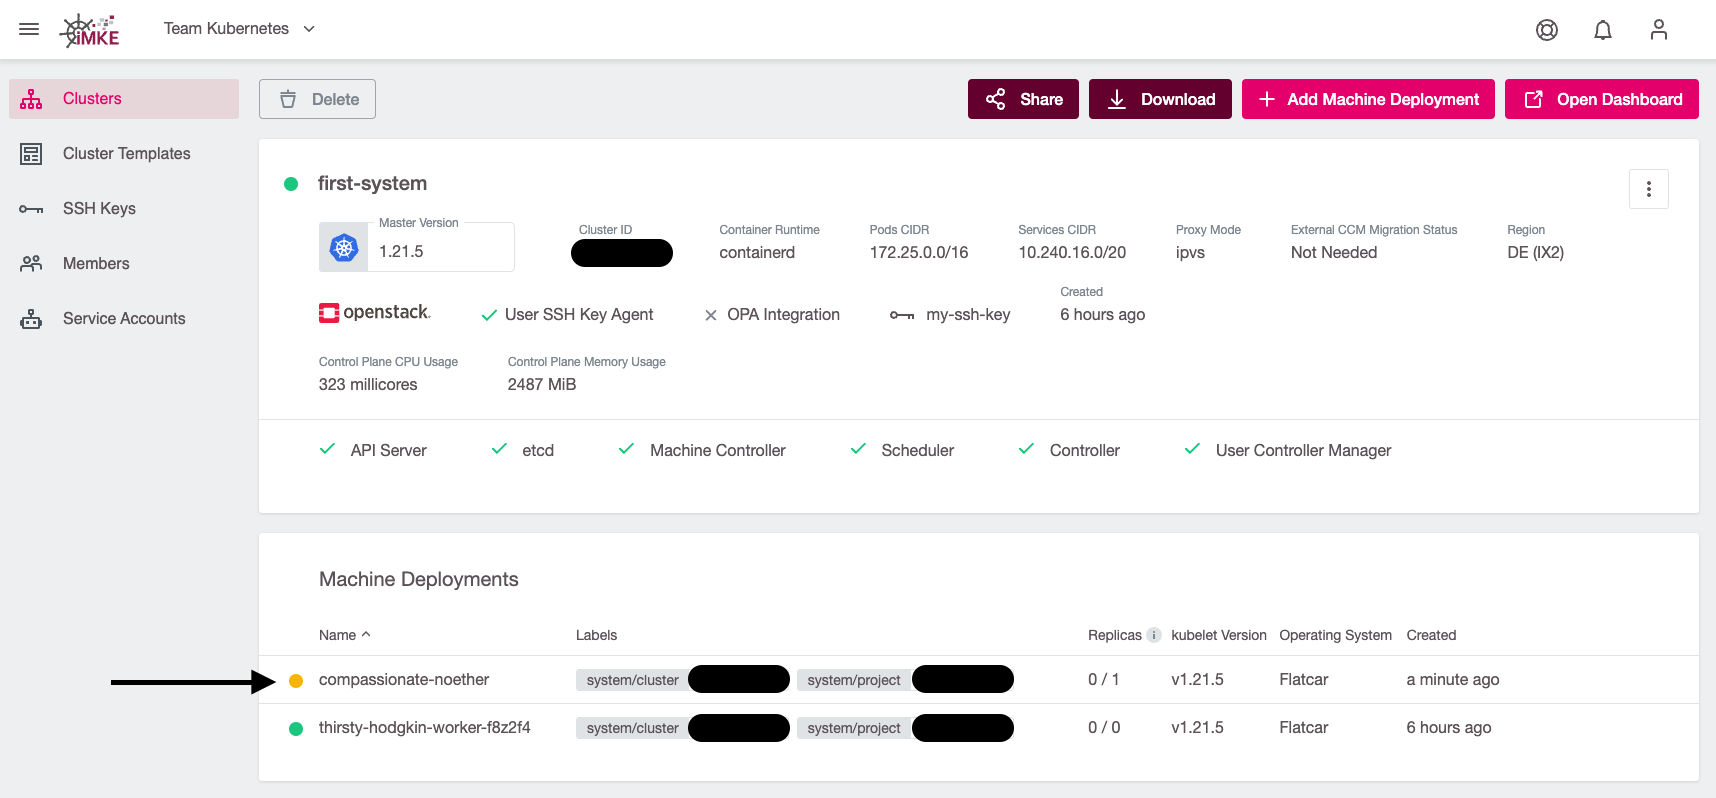 iMKE
Team Kubernetes
Clusters
Cluster Templates
SSH Keys
Members
Service Accounts
Delete
Share
Download
Add Machine Deployment
Open Dashboard
first-system
Master Version
1.21.5
Cluster ID
Container Runtime
containerd
Pods CIDR
172.25.0.0/16
Services CIDR
10.240.16.0/20
Proxy Mode
ipvs
External CCM Migration Status
Not Needed
Region
DE (IX2)
openstack.
User SSH Key Agent
OPA Integration
my-ssh-key
Created
6 hours ago
Control Plane CPU Usage
323 millicores
Control Plane Memory Usage
2487 MiB
API Server
etcd
Machine Controller
Scheduler
Controller
User Controller Manager
Machine Deployments
Name Labels Replicas i kubelet Version Operating System Created
compassionate-noether system/cluster system/project 0 / 1 v1.21.5 Flatcar a minute ago
thirsty-hodgkin-worker-f8z2f4 system/cluster system/project 0 / 0 v1.21.5 Flatcar 6 hours ago